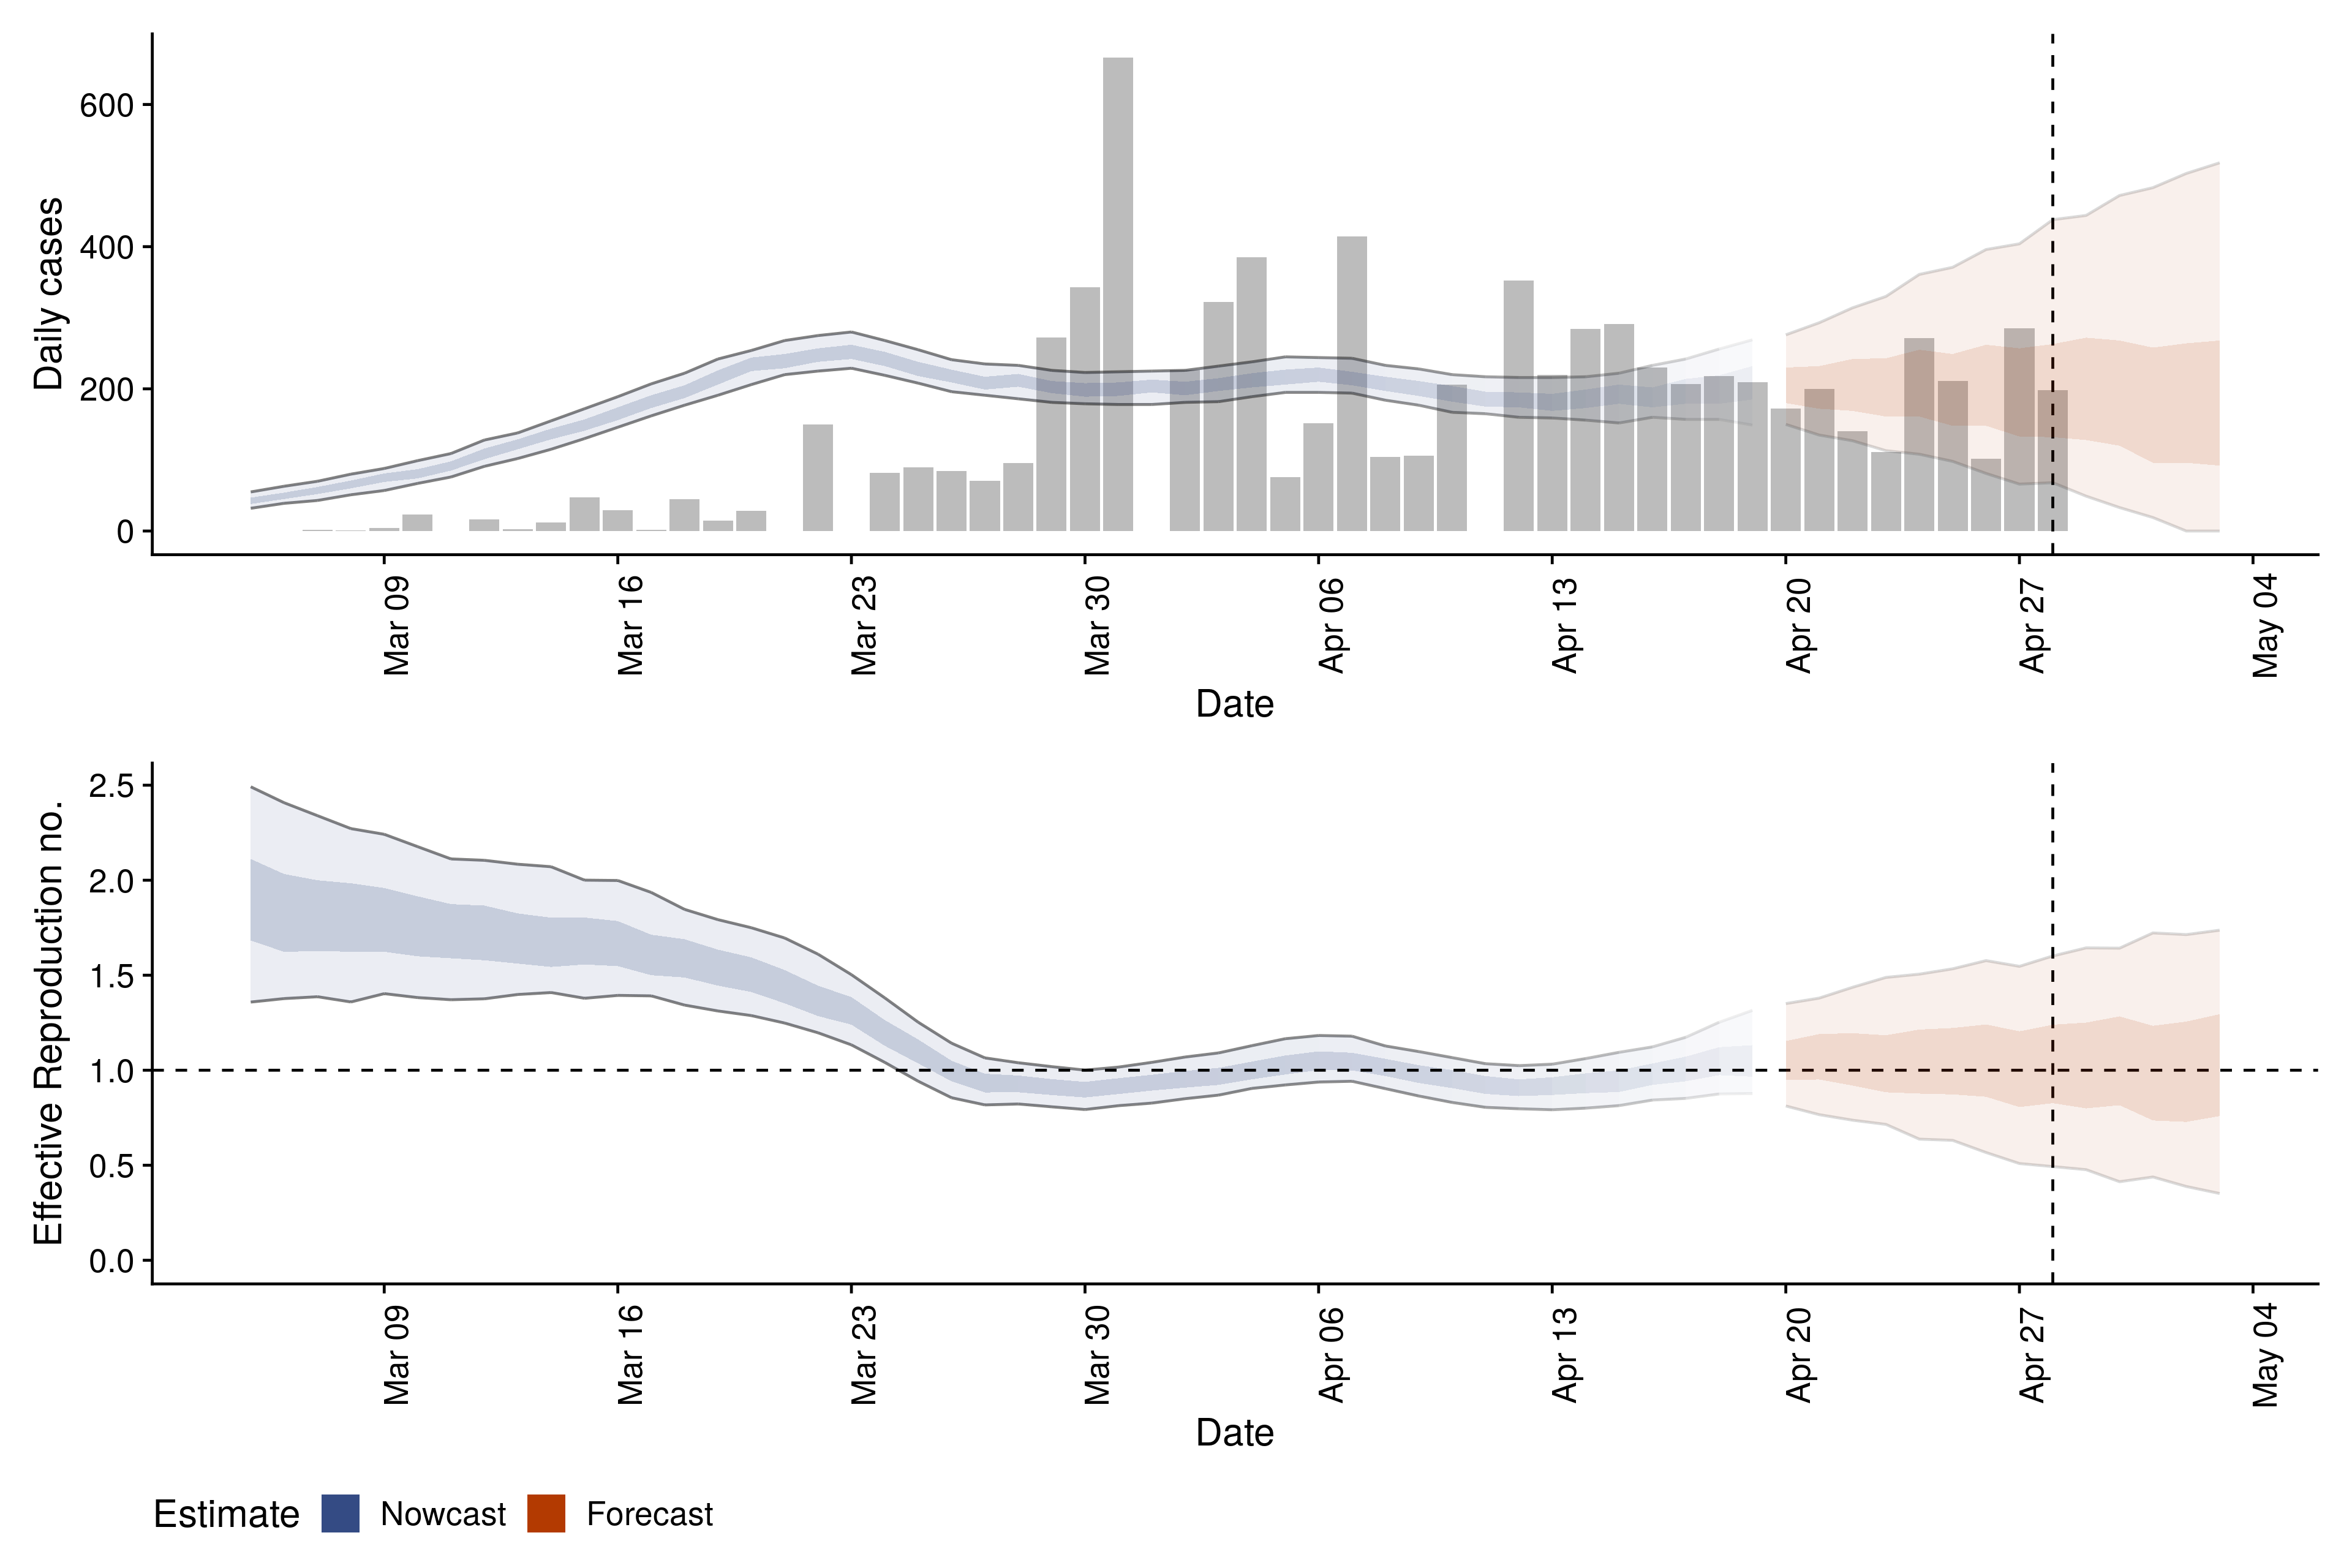 Daily cases
600
400
200
0
Mar 09
Mar 16
Mar 23
Mar 30
Apr 06
Apr 13
Apr 20
Apr 27
May 04
Date
Effective Reproduction no.
2.5
2.0
1.5
1.0
0.5
0.0
Mar 09
Mar 16
Mar 23
Mar 30
Apr 06
Apr 13
Apr 20
Apr 27
May 04
Date
Estimate Nowcast Forecast